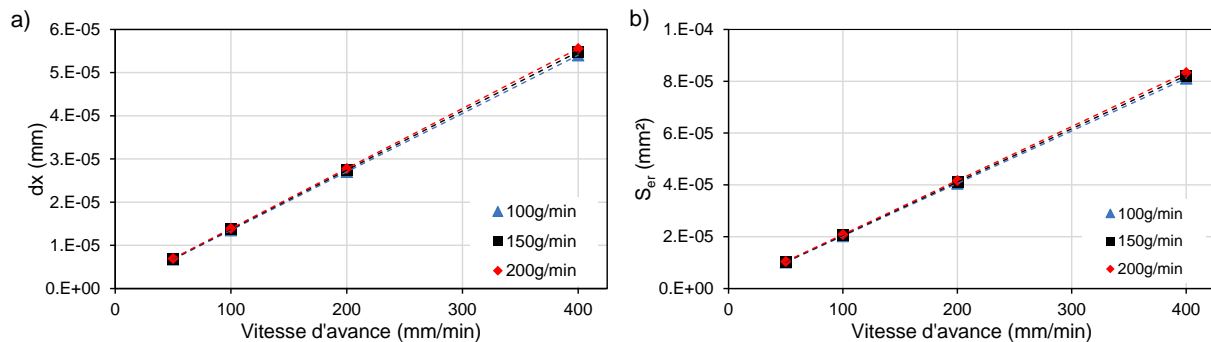 a)
6.E-05
5.E-05
4.E-05
3.E-05
2.E-05
1.E-05
0.E+00
dx (mm)
0 100 200 300 400
Vitesse d'avance (mm/min)
100g/min
150g/min
200g/min
b)
1.E-04
8.E-05
6.E-05
4.E-05
2.E-05
0.E+00
Ser (mm²)
0 100 200 300 400
Vitesse d'avance (mm/min)
100g/min
150g/min
200g/min